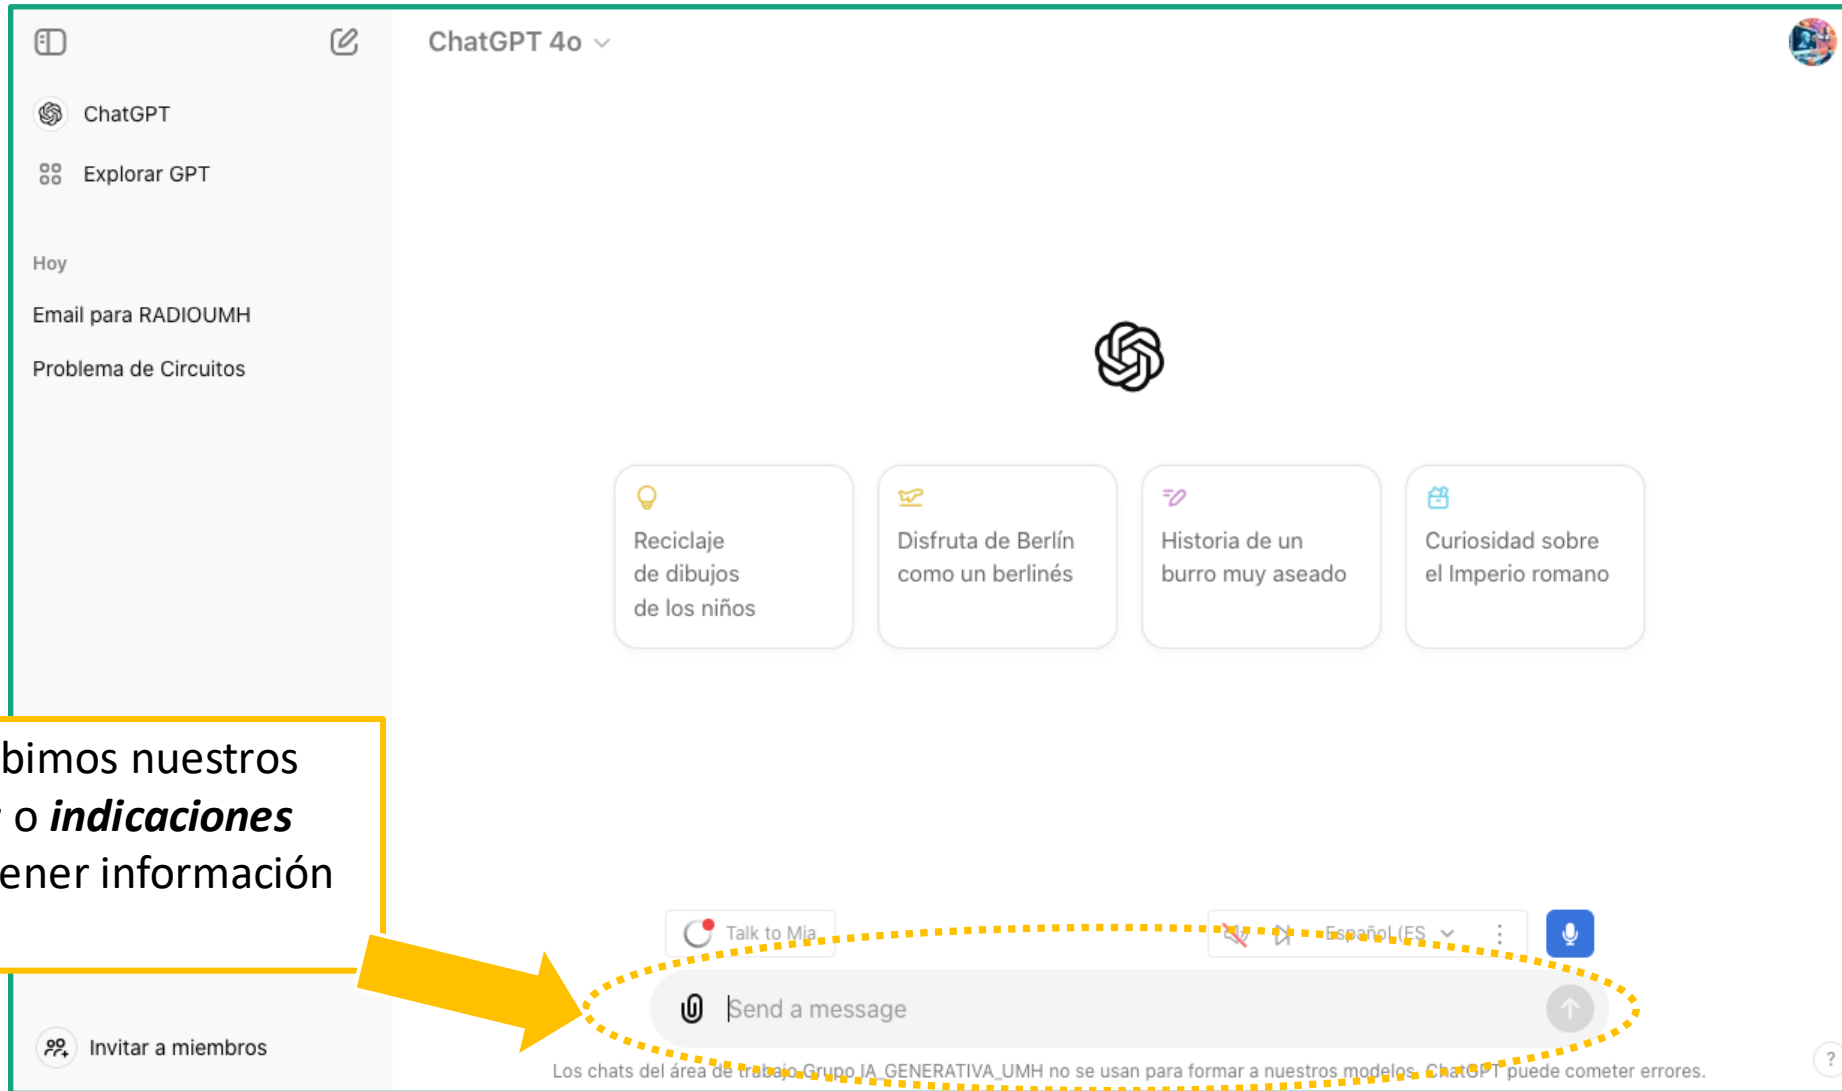 ChatGPT 4o
ChatGPT
Explorar GPT
Hoy
Email para RADIOUMH
Problema de Circuitos
Reciclaje
de dibujos
de los niños
Disfruta de Berlín
como un berlinés
Historia de un
burro muy aseado
Curiosidad sobre
el Imperio romano
bimos nuestros
o indicaciones
ener información
Talk to Mia
Español (ES
Send a message
Invitar a miembros
Los chats del área de trabajo Grupo IA_GENERATIVA_UMH no se usan para formar a nuestros modelos. ChatGPT puede cometer errores.
?